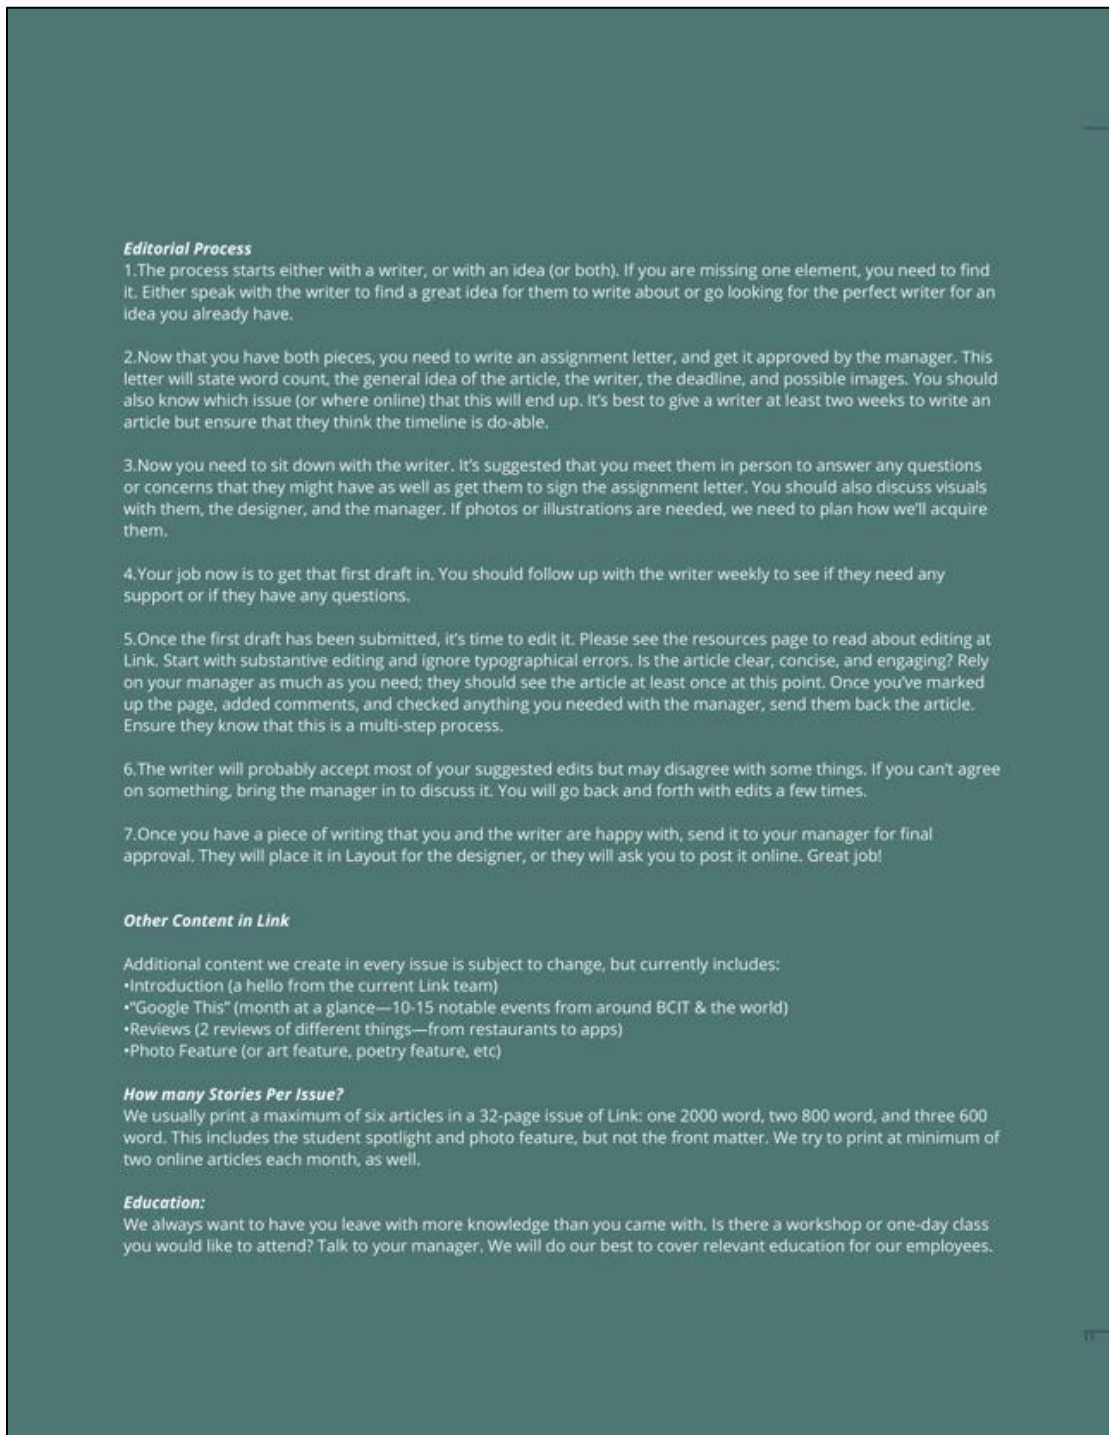 Editorial Process
1.The process starts either with a writer, or with an idea (or both). If you are missing one element, you need to find
it. Either speak with the writer to find a great idea for them to write about or go looking for the perfect writer for an
idea you already have.
2.Now that you have both pieces, you need to write an assignment letter, and get it approved by the manager. This
letter will state word count, the general idea of the article, the writer, the deadline, and possible images. You should
also know which issue (or where online) that this will end up. It's best to give a writer at least two weeks to write an
article but ensure that they think the timeline is do-able.
3.Now you need to sit down with the writer. It's suggested that you meet them in person to answer any questions
or concerns that they might have as well as get them to sign the assignment letter. You should also discuss visuals
with them, the designer, and the manager. If photos or illustrations are needed, we need to plan how we'll acquire
them.
4.Your job now is to get that first draft in. You should follow up with the writer weekly to see if they need any
support or if they have any questions.
5.Once the first draft has been submitted, it's time to edit it. Please see the resources page to read about editing at
Link. Start with substantive editing and ignore typographical errors. Is the article clear, concise, and engaging? Rely
on your manager as much as you need; they should see the article at least once at this point. Once you've marked
up the page, added comments, and checked anything you needed with the manager, send them back the article.
Ensure they know that this is a multi-step process.
6.The writer will probably accept most of your suggested edits but may disagree with some things. If you can't agree
on something, bring the manager in to discuss it. You will go back and forth with edits a few times.
7.Once you have a piece of writing that you and the writer are happy with, send it to your manager for final
approval. They will place it in Layout for the designer, or they will ask you to post it online. Great job!
Other Content in Link
Additional content we create in every issue is subject to change, but currently includes:
•Introduction (a hello from the current Link team)
•"Google This" (month at a glance—10-15 notable events from around BCIT & the world)
•Reviews (2 reviews of different things—from restaurants to apps)
•Photo Feature (or art feature, poetry feature, etc)
How many Stories Per Issue?
We usually print a maximum of six articles in a 32-page issue of Link: one 2000 word, two 800 word, and three 600
word. This includes the student spotlight and photo feature, but not the front matter. We try to print at minimum of
two online articles each month, as well.
Education:
We always want to have you leave with more knowledge than you came with. Is there a workshop or one-day class
you would like to attend? Talk to your manager. We will do our best to cover relevant education for our employees.